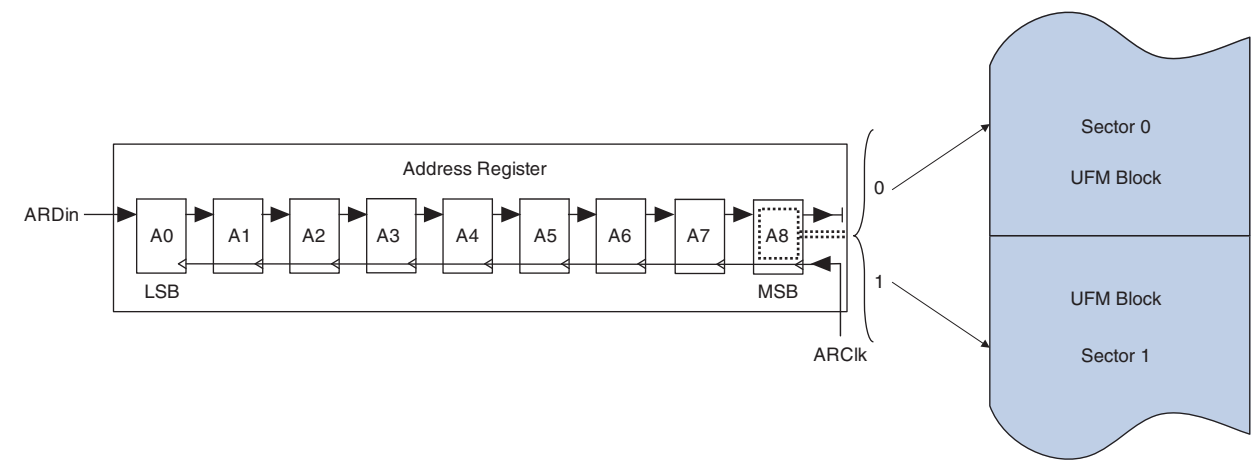 Address Register
ARDin
A0 A1 A2 A3 A4 A5 A6 A7 A8
LSB
MSB
ARClk
0
1
Sector 0
UFM Block
UFM Block
Sector 1